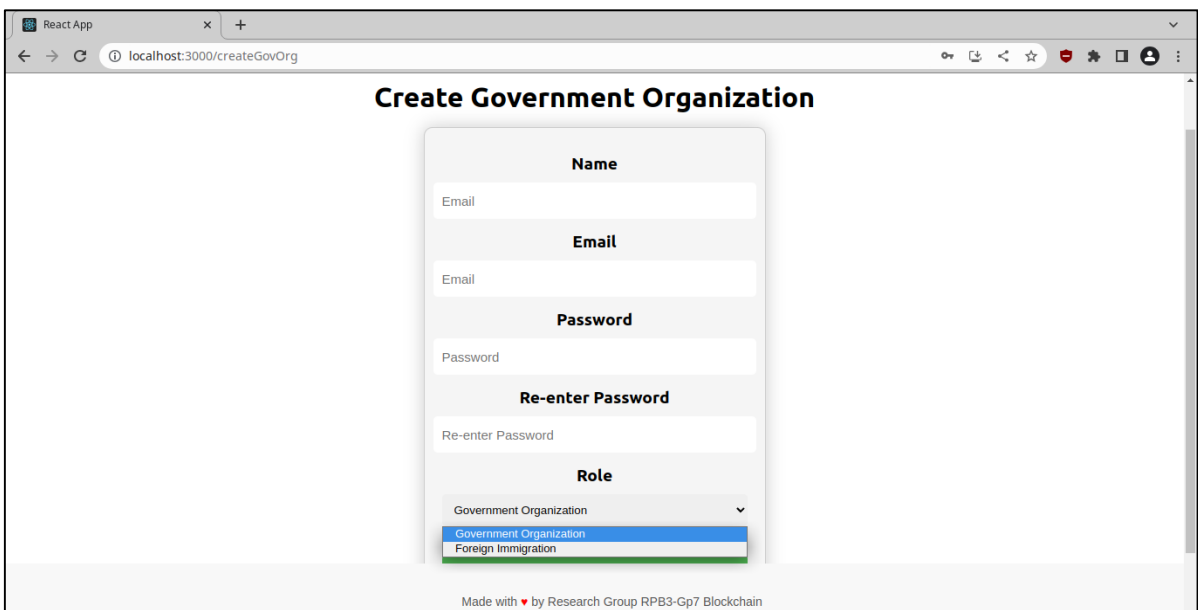 React App
localhost:3000/createGovOrg
Create Government Organization
Name
Email
Email
Email
Password
Password
Re-enter Password
Re-enter Password
Role
Government Organization
Government Organization
Foreign Immigration
Made with ♥ by Research Group RPB3-Gp7 Blockchain